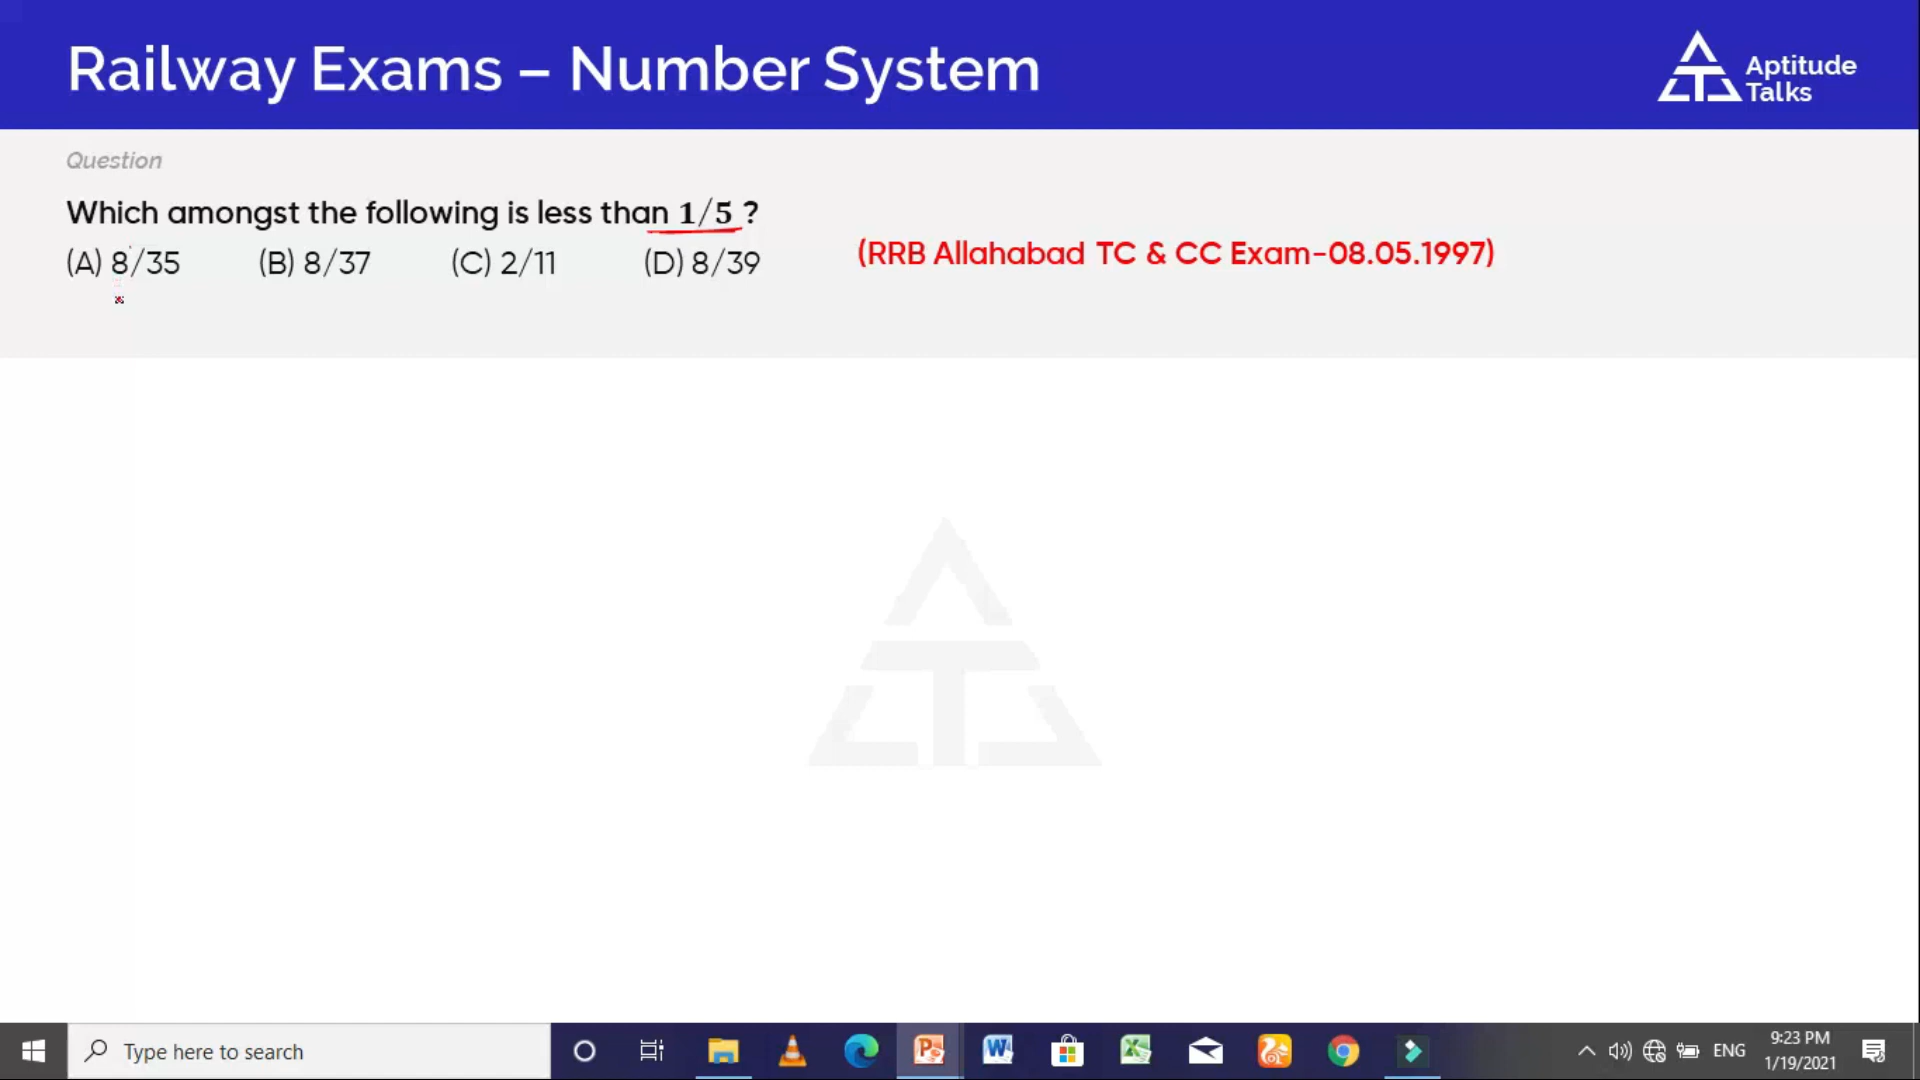 Railway Exams – Number System
Aptitude
Talks
Question
Which amongst the following is less than 1/5 ?
(A) 8/35 (B) 8/37 (C) 2/11 (D) 8/39
(RRB Allahabad TC & CC Exam-08.05.1997)
Type here to search
ENG
9:23 PM
1/19/2021